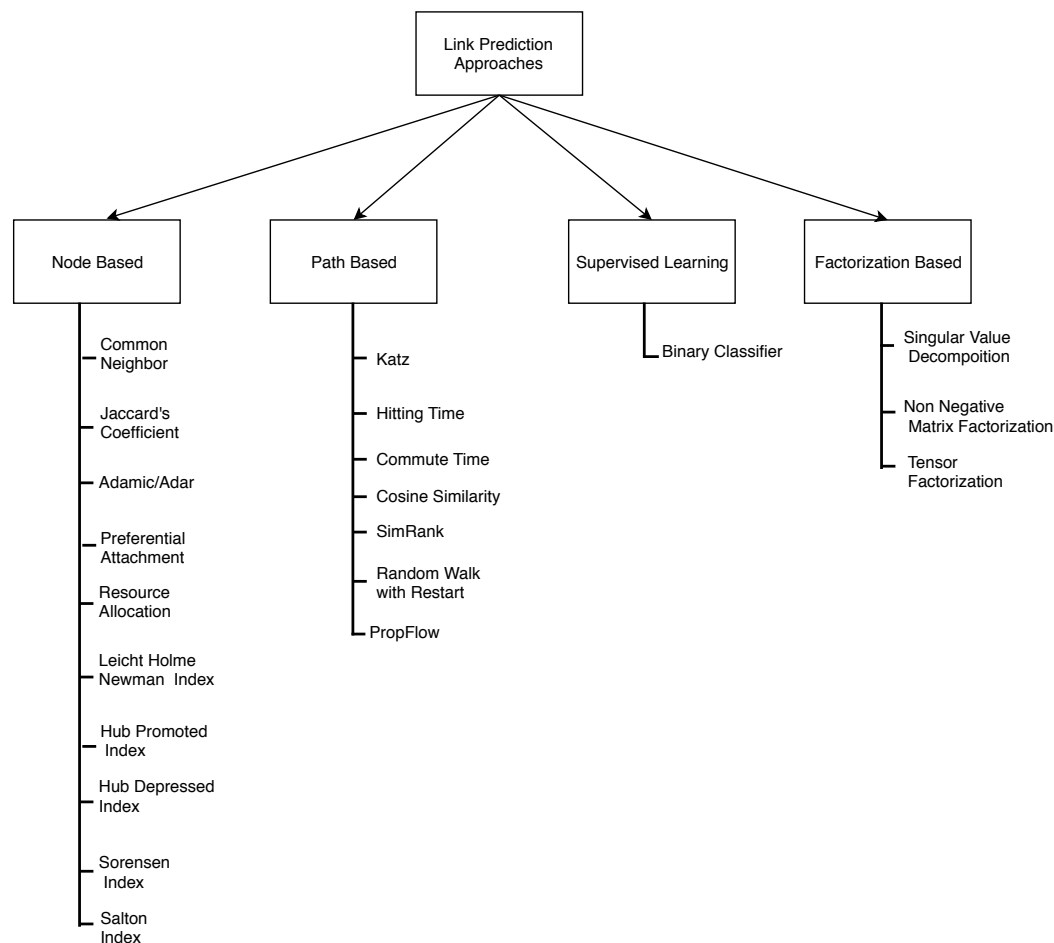 Link Prediction
Approaches
Node Based
Path Based
Supervised Learning
Factorization Based
Common
Neighbor
Jaccard's
Coefficient
Adamic/Adar
Preferential
Attachment
Resource
Allocation
Leicht Holme
Newman Index
Hub Promoted
Index
Hub Depressed
Index
Sorensen
Index
Salton
Index
Katz
Hitting Time
Commute Time
Cosine Similarity
SimRank
Random Walk
with Restart
PropFlow
Binary Classifier
Singular Value
Decompoition
Non Negative
Matrix Factorization
Tensor
Factorization